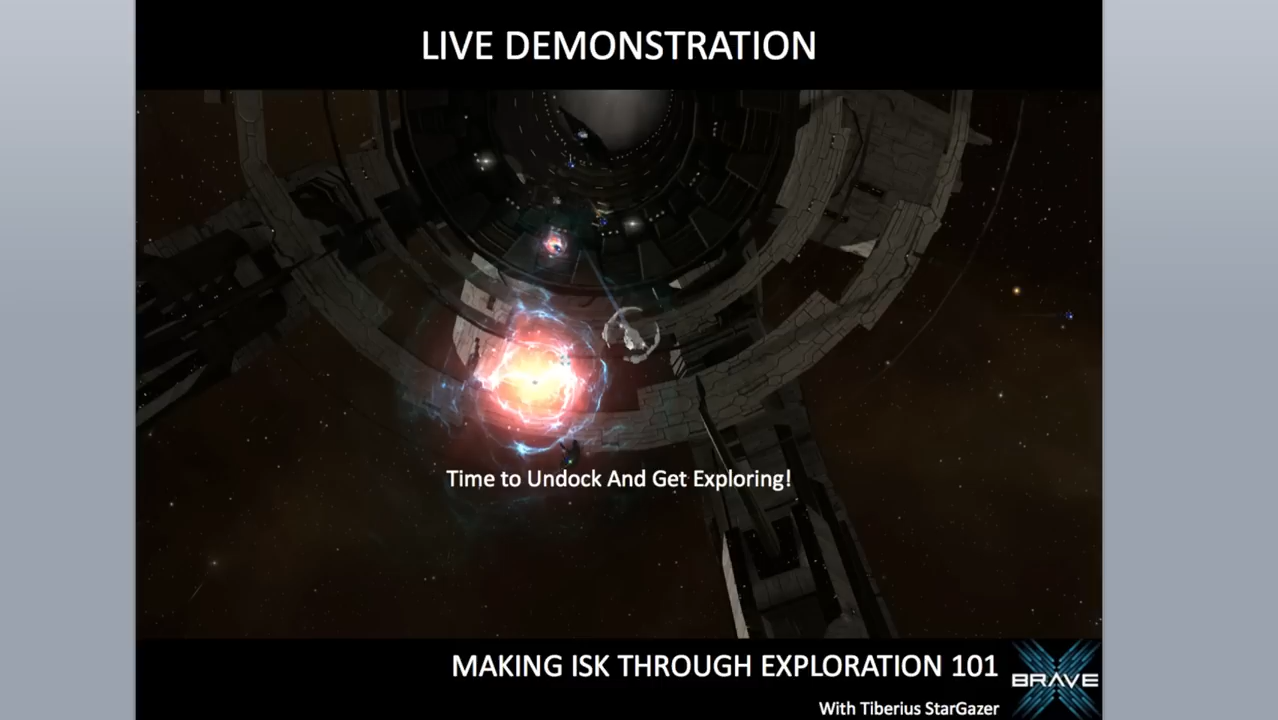 LIVE DEMONSTRATION
Time to Undock And Get Exploring!
MAKING ISK THROUGH EXPLORATION 101
BRAVE
With Tiberius StarGazer